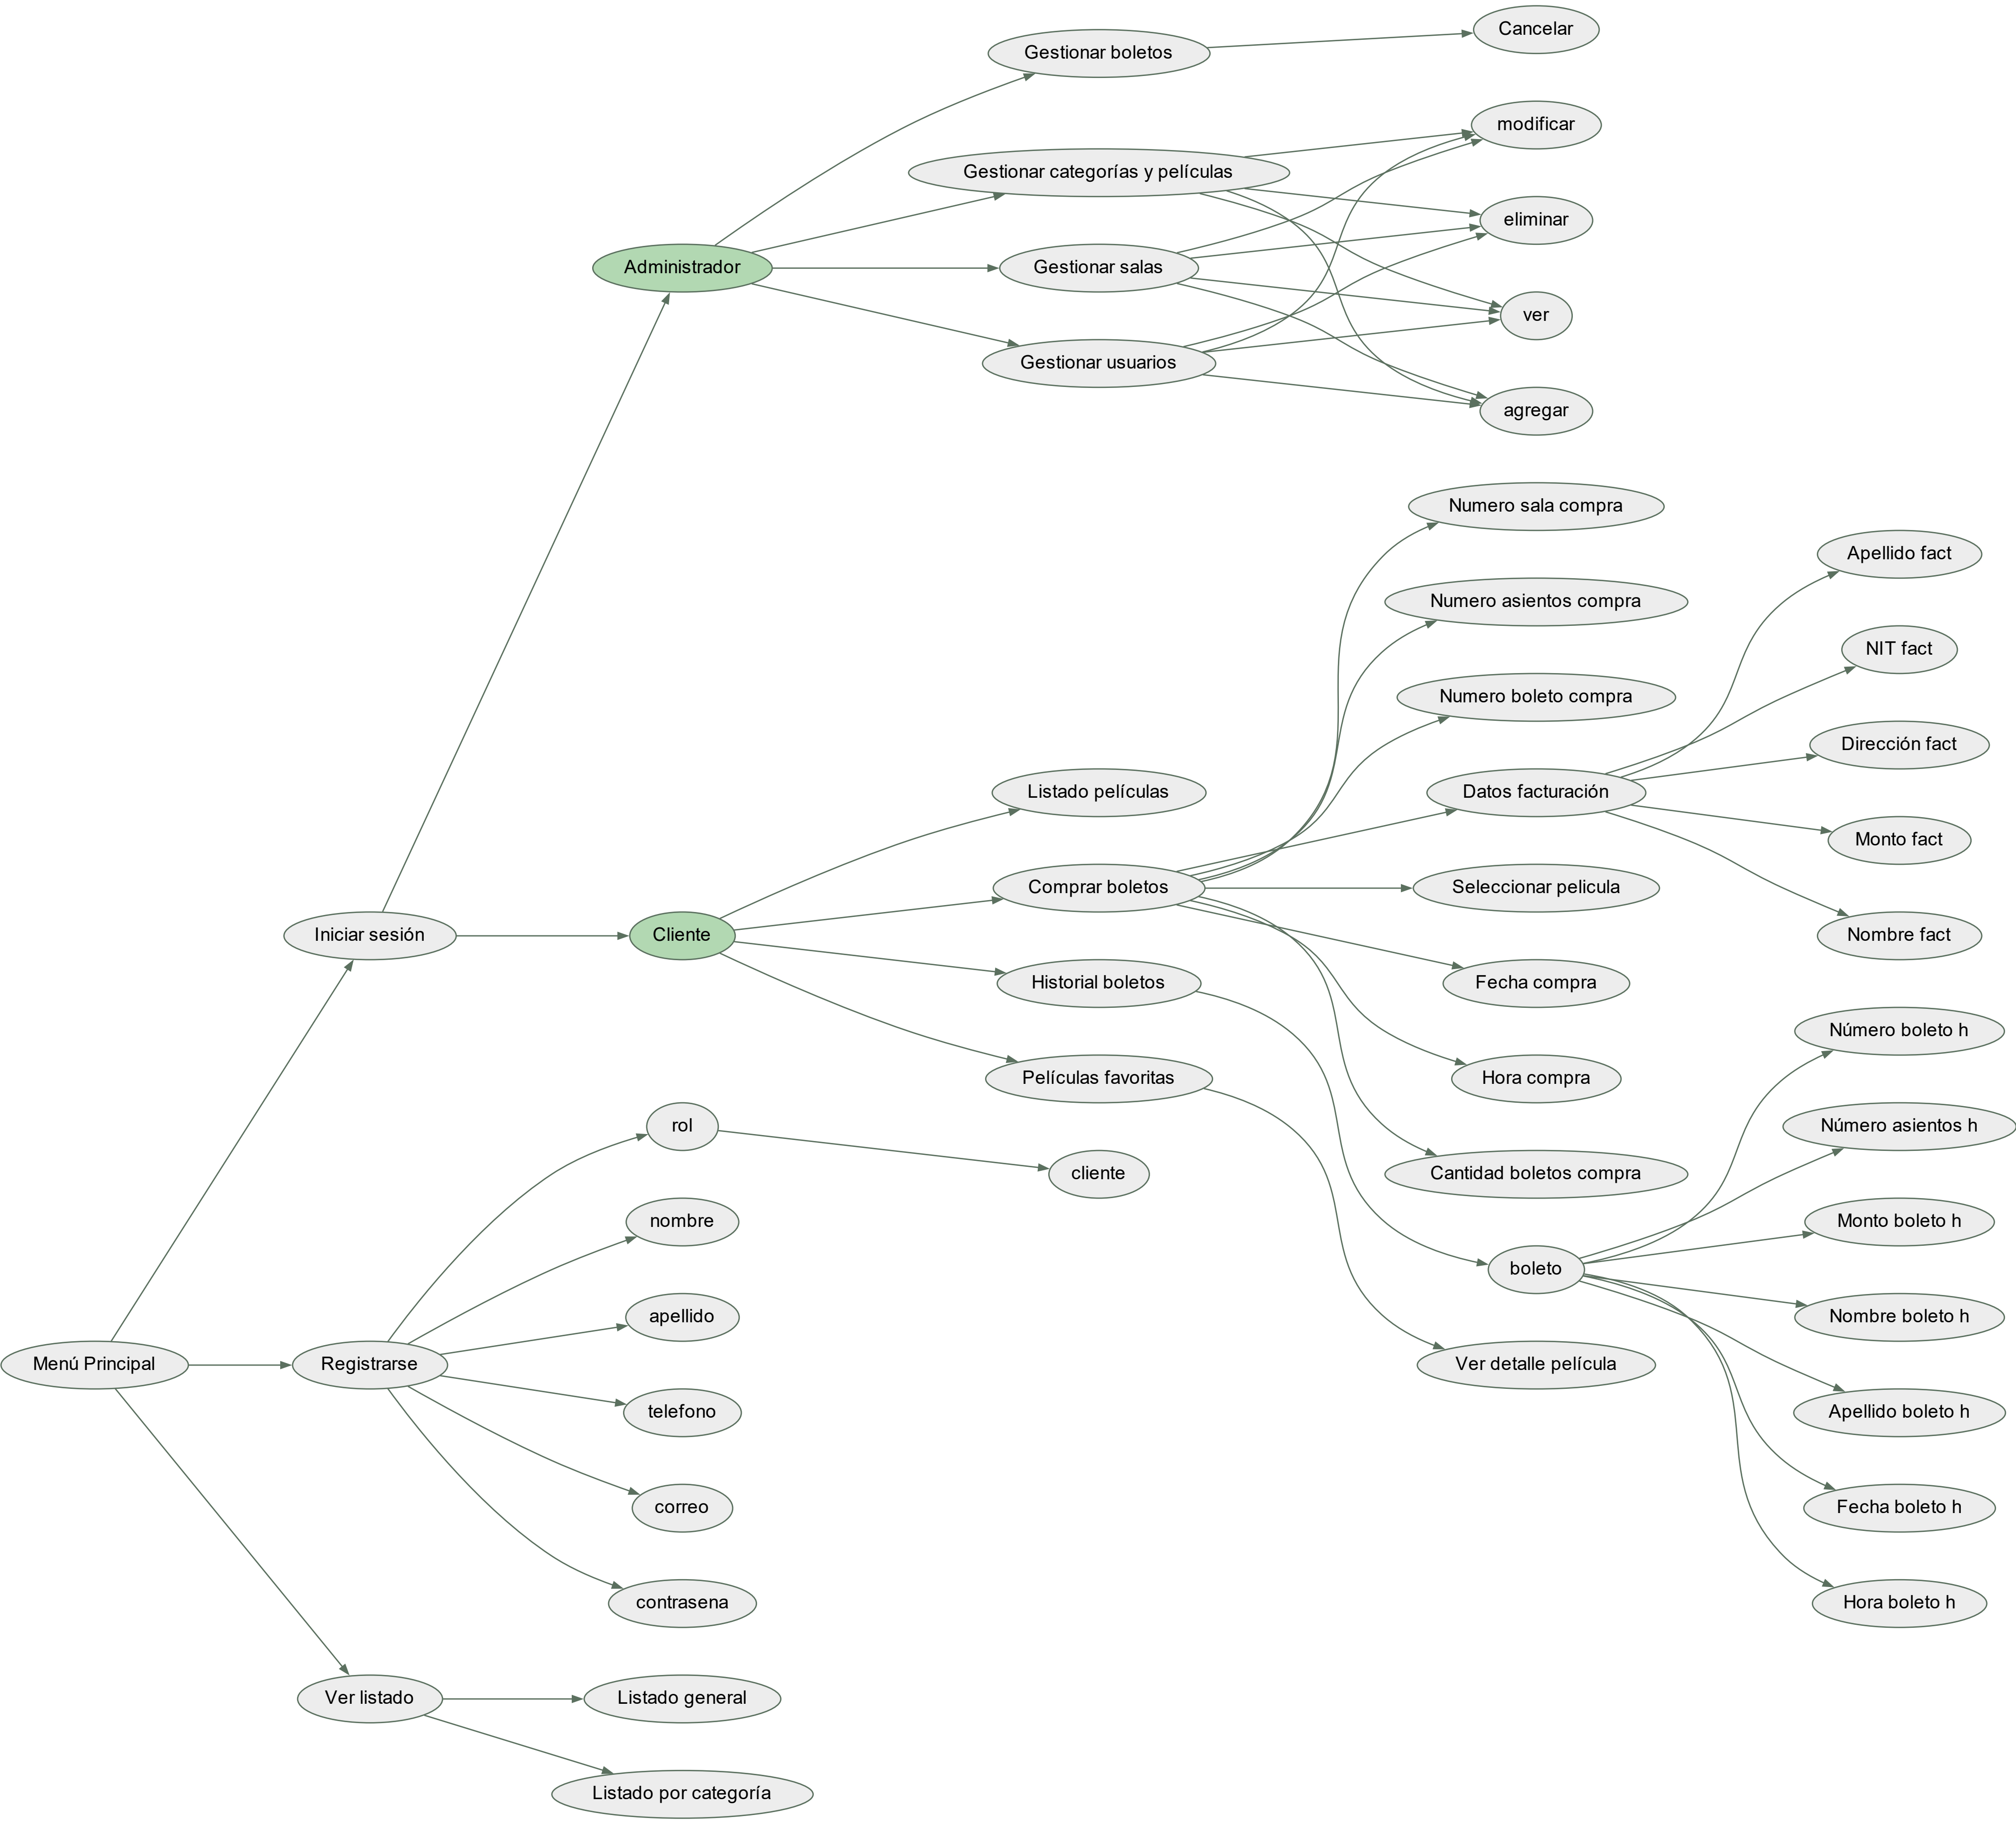 Menú Principal
Iniciar sesión
Administrador
Gestionar boletos
Cancelar
Gestionar categorías y películas
Gestionar salas
Gestionar usuarios
modificar
eliminar
ver
agregar
Cliente
Listado películas
Comprar boletos
Historial boletos
Películas favoritas
Numero sala compra
Numero asientos compra
Numero boleto compra
Datos facturación
Seleccionar pelicula
Fecha compra
Hora compra
Cantidad boletos compra
Apellido fact
NIT fact
Dirección fact
Monto fact
Nombre fact
boleto
Número boleto h
Número asientos h
Monto boleto h
Nombre boleto h
Apellido boleto h
Fecha boleto h
Hora boleto h
Ver detalle película
Registrarse
rol
cliente
nombre
apellido
telefono
correo
contrasena
Ver listado
Listado general
Listado por categoría